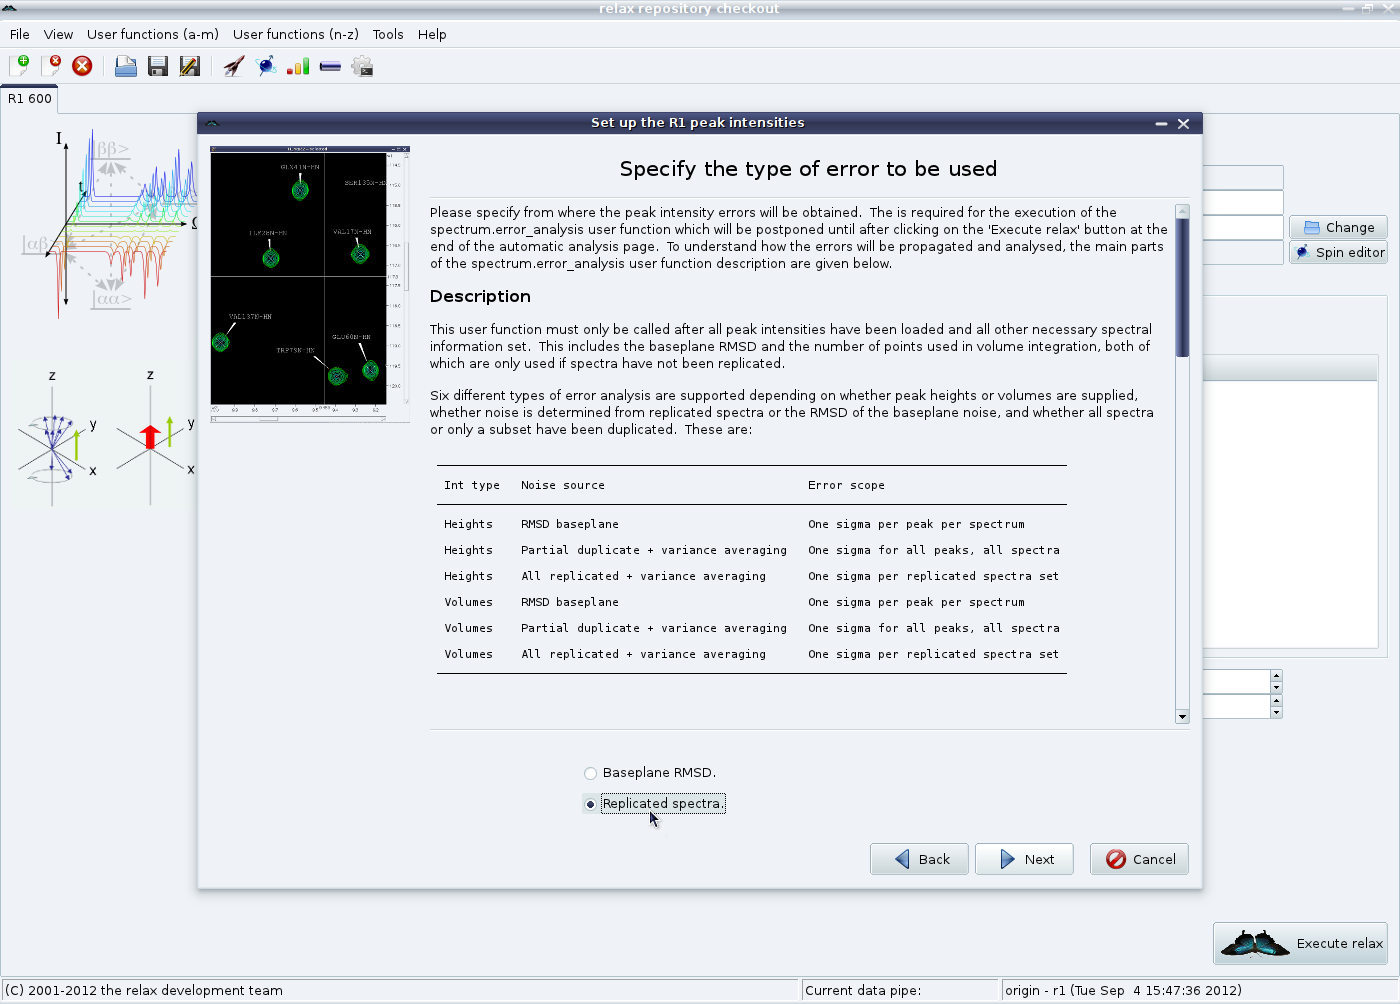 relax repository checkout
File View User functions (a-m) User functions (n-z) Tools Help
R1 600
Set up the R1 peak intensities
I
|ββ>
t
|αβ
|αα>
z
y
x
z
y
x
GLN41N-HN
VAL17N-HN
VAL137N-HN
GLU60N-HN
TRP79N-HN
Specify the type of error to be used
Please specify from where the peak intensity errors will be obtained.  The is required for the execution of the
spectrum.error_analysis user function which will be postponed until after clicking on the 'Execute relax' button at the
end of the automatic analysis page.  To understand how the errors will be propagated and analysed, the main parts
of the spectrum.error_analysis user function description are given below.
Description
This user function must only be called after all peak intensities have been loaded and all other necessary spectral
information set.  This includes the baseplane RMSD and the number of points used in volume integration, both of
which are only used if spectra have not been replicated.
Six different types of error analysis are supported depending on whether peak heights or volumes are supplied,
whether noise is determined from replicated spectra or the RMSD of the baseplane noise, and whether all spectra
or only a subset have been duplicated.  These are:
Int type Noise source Error scope
Heights RMSD baseplane One sigma per peak per spectrum
Heights Partial duplicate + variance averaging One sigma for all peaks, all spectra
Heights All replicated + variance averaging One sigma per replicated spectra set
Volumes RMSD baseplane One sigma per peak per spectrum
Volumes Partial duplicate + variance averaging One sigma for all peaks, all spectra
Volumes All replicated + variance averaging One sigma per replicated spectra set
Baseplane RMSD.
Replicated spectra.
Back Next Cancel
Change
Spin editor
Execute relax
(C) 2001-2012 the relax development team
Current data pipe:
origin - r1 (Tue Sep  4 15:47:36 2012)